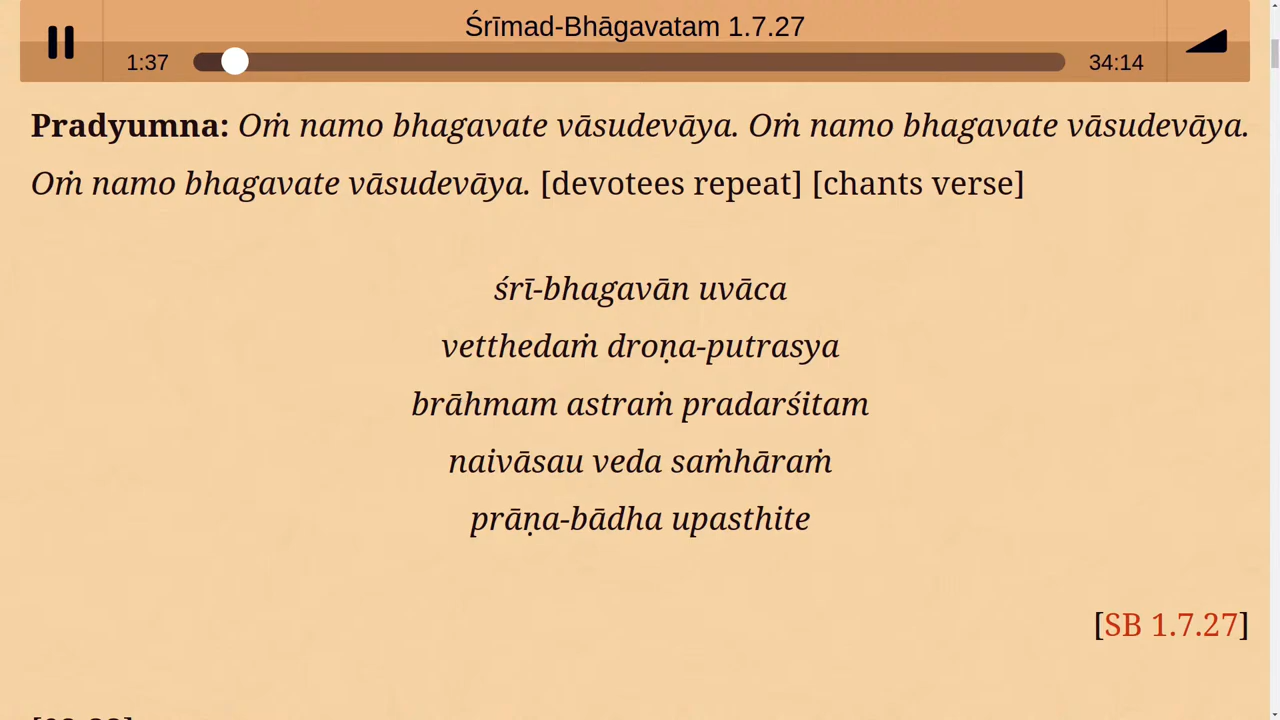 Śrīmad-Bhāgavatam 1.7.27
1:37
34:14
Pradyumna: Oṁ namo bhagavate vāsudevāya. Oṁ namo bhagavate vāsudevāya.
Oṁ namo bhagavate vāsudevāya. [devotees repeat] [chants verse]
śrī-bhagavān uvāca
vetthedaṁ droṇa-putrasya
brāhmam astraṁ pradarśitam
naivāsau veda saṁhāraṁ
prāṇa-bādha upasthite
[SB 1.7.27]